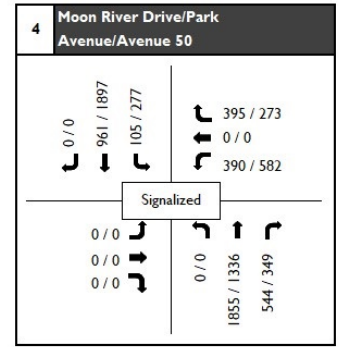 4
Moon River Drive/Park
Avenue/Avenue 50
0 / 0
961 / 1897
105 / 277
395 / 273
0 / 0
390 / 582
Signalized
0 / 0
0 / 0
0 / 0
0 / 0
1855 / 1336
544 / 349